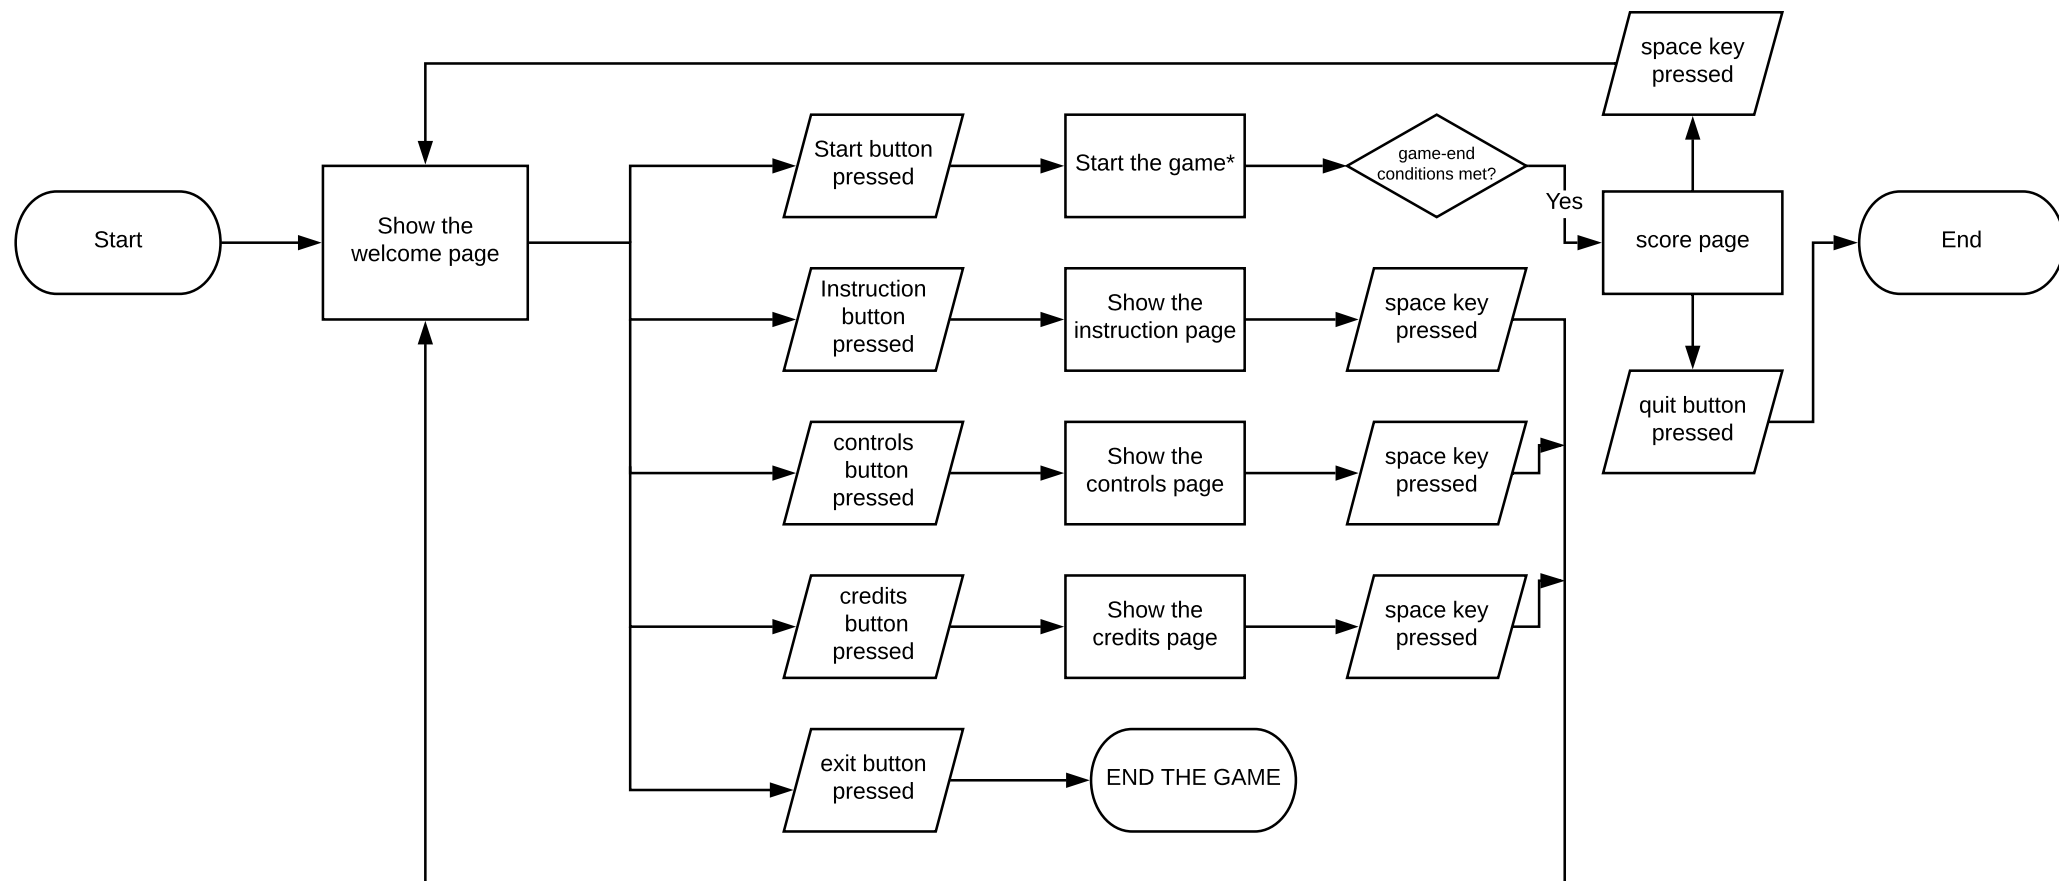 space key
pressed
Start button
pressed
Start the game*
game-end
conditions met?
Yes
Start
Show the
welcome page
score page
End
Instruction
button
pressed
Show the
instruction page
space key
pressed
quit button
pressed
controls
button
pressed
Show the
controls page
space key
pressed
credits
button
pressed
Show the
credits page
space key
pressed
exit button
pressed
END THE GAME